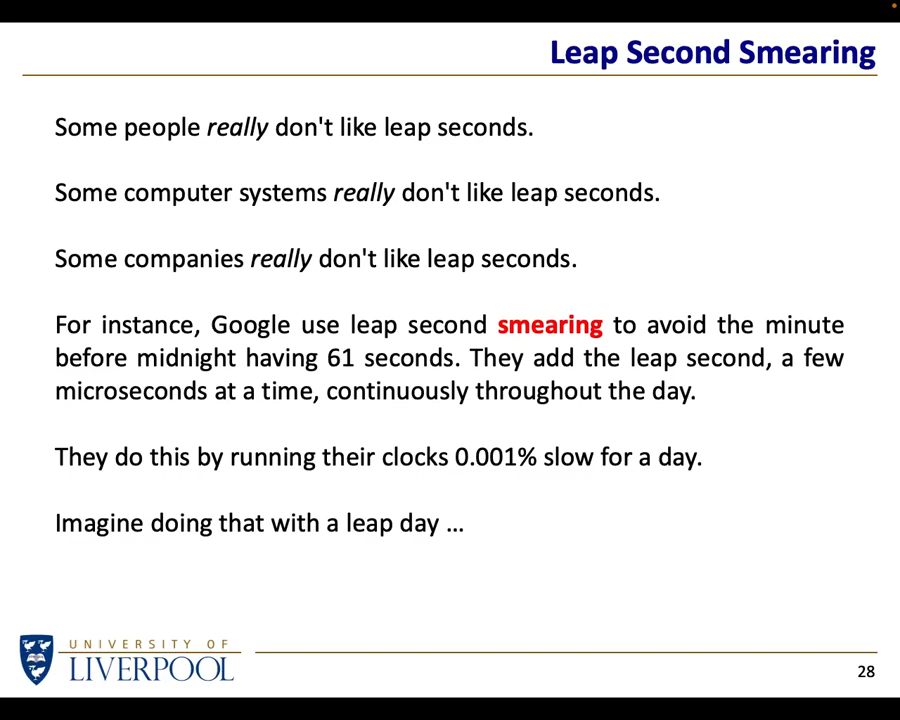 Leap Second Smearing
Some people really don't like leap seconds.
Some computer systems really don't like leap seconds.
Some companies really don't like leap seconds.
For instance, Google use leap second smearing to avoid the minute
before midnight having 61 seconds. They add the leap second, a few
microseconds at a time, continuously throughout the day.
They do this by running their clocks 0.001% slow for a day.
Imagine doing that with a leap day …
UNIVERSITY OF
LIVERPOOL
28